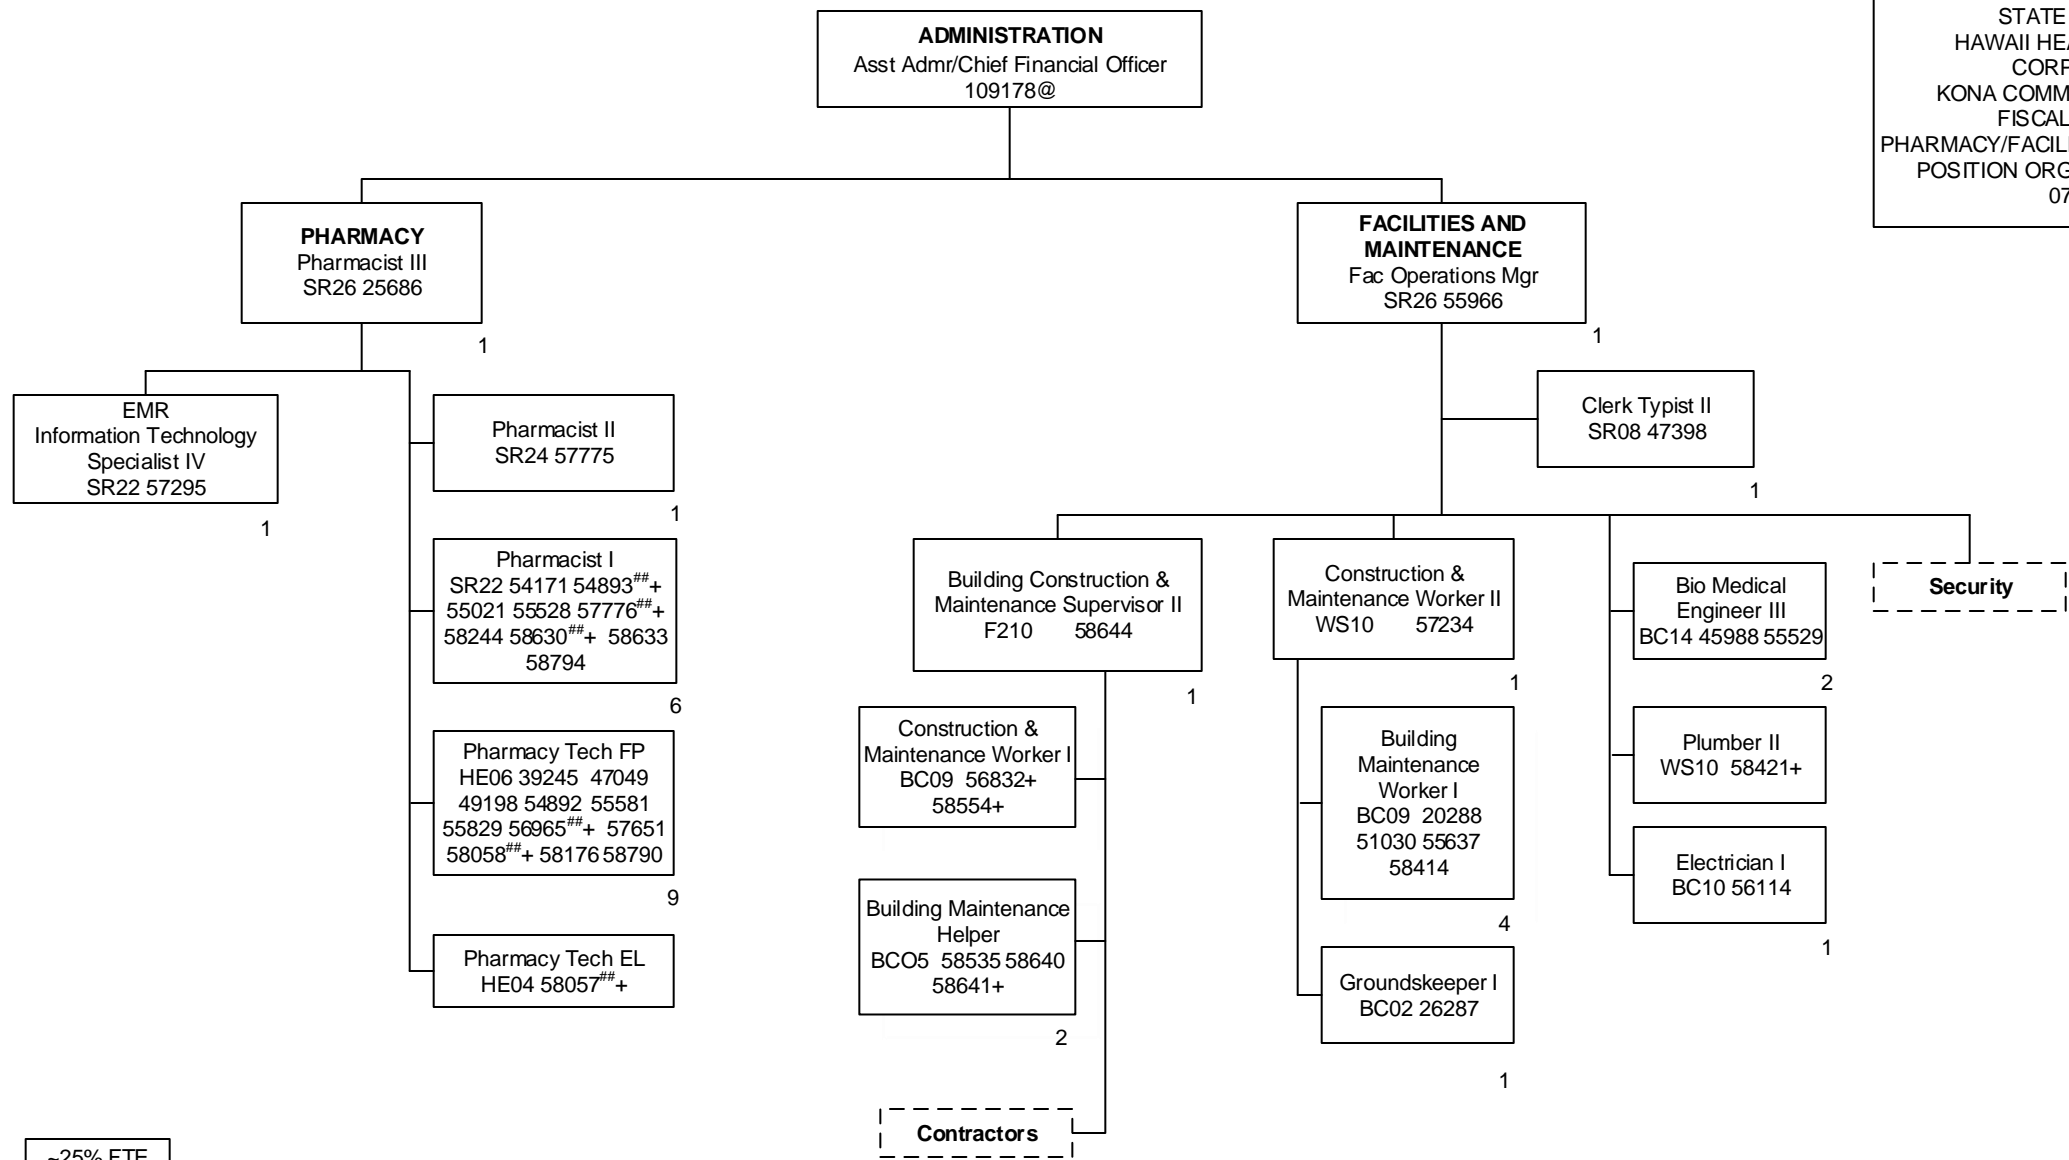 ADMINISTRATION
Asst Admr/Chief Financial Officer
109178@
STATE
HAWAII
CORP
KONA
FISCAL
POSITION
07
PHARMACY
Pharmacist III
SR26 25686
1
FACILITIES AND
MAINTENANCE
Fac Operations Mgr
SR26 55966
1
EMR
Information Technology
Specialist IV
SR22 57295
1
Pharmacist II
SR24 57775
1
Pharmacist I
SR22 54171 54893##+
55021 55528 57776##+
58244 58630##+ 58633
58794
6
Pharmacy Tech FP
HE06 39245 47049
49198 54892 55581
55829 56965##+ 57651
58058##+ 58176 58790
9
Pharmacy Tech EL
HE04 58057##+
Clerk Typist II
SR08 47398
1
Building Construction &
Maintenance Supervisor II
F210 58644
1
Construction &
Maintenance Worker I
BC09 56832+
58554+
Building Maintenance
Helper
BCO5 58535 58640
58641+
2
Contractors
Construction &
Maintenance Worker II
WS10 57234
1
Building
Maintenance
Worker I
BC09 20288
51030 55637
58414
4
Groundskeeper I
BC02 26287
1
Bio Medical
Engineer III
BC14 45988 55529
2
Plumber II
WS10 58421+
Electrician I
BC10 56114
1
Security
~25% FTE